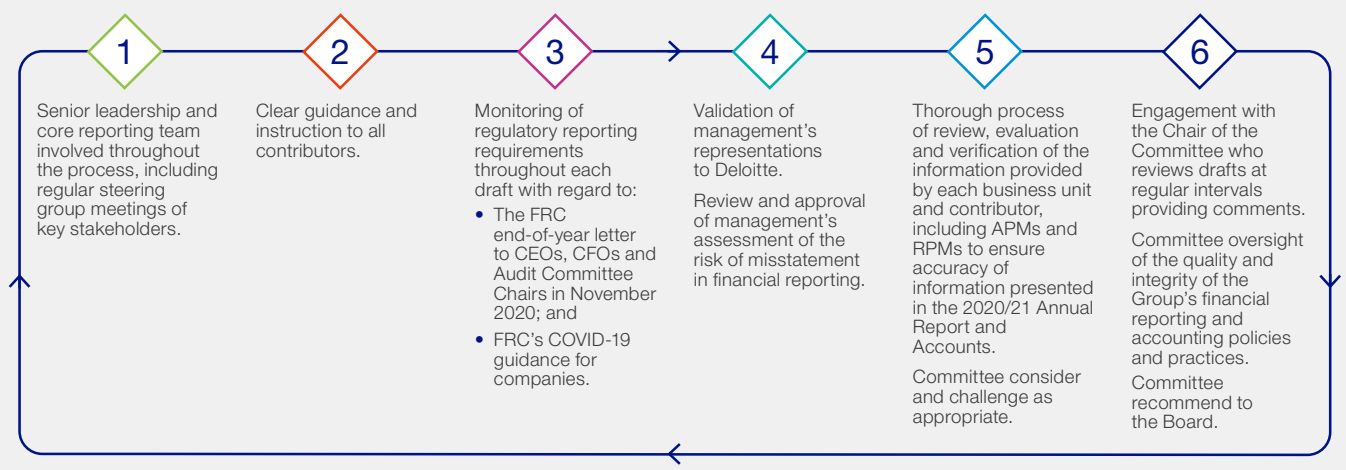 1
Senior leadership and
core reporting team
involved throughout
the process, including
regular steering
group meetings of
key stakeholders.
2
Clear guidance and
instruction to all
contributors.
3
Monitoring of
regulatory reporting
requirements
throughout each
draft with regard to:
• The FRC
end-of-year letter
to CEOs, CFOs and
Audit Committee
Chairs in November
2020; and
• FRC's COVID-19
guidance for
companies.
4
Validation of
management's
representations
to Deloitte.
Review and approval
of management's
assessment of the
risk of misstatement
in financial reporting.
5
Thorough process
of review, evaluation
and verification of the
information provided
by each business unit
and contributor,
including APMs and
RPMs to ensure
accuracy of
information presented
in the 2020/21 Annual
Report and
Accounts.
Committee consider
and challenge as
appropriate.
6
Engagement with
the Chair of the
Committee who
reviews drafts at
regular intervals
providing comments.
Committee oversight
of the quality and
integrity of the
Group's financial
reporting and
accounting policies
and practices.
Committee
recommend to
the Board.